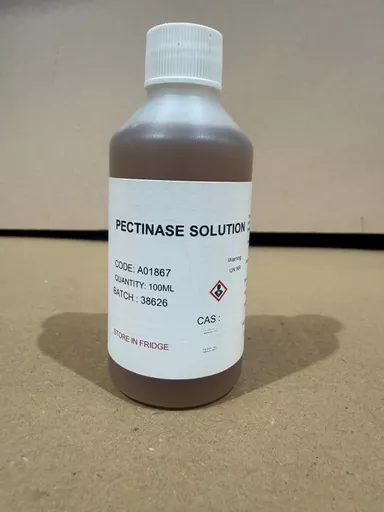 PECTINASE SOLUTION
CODE: A01867
QUANTITY: 100ML
BATCH : 38626
STORE IN FRIDGE
Warning
CAS :